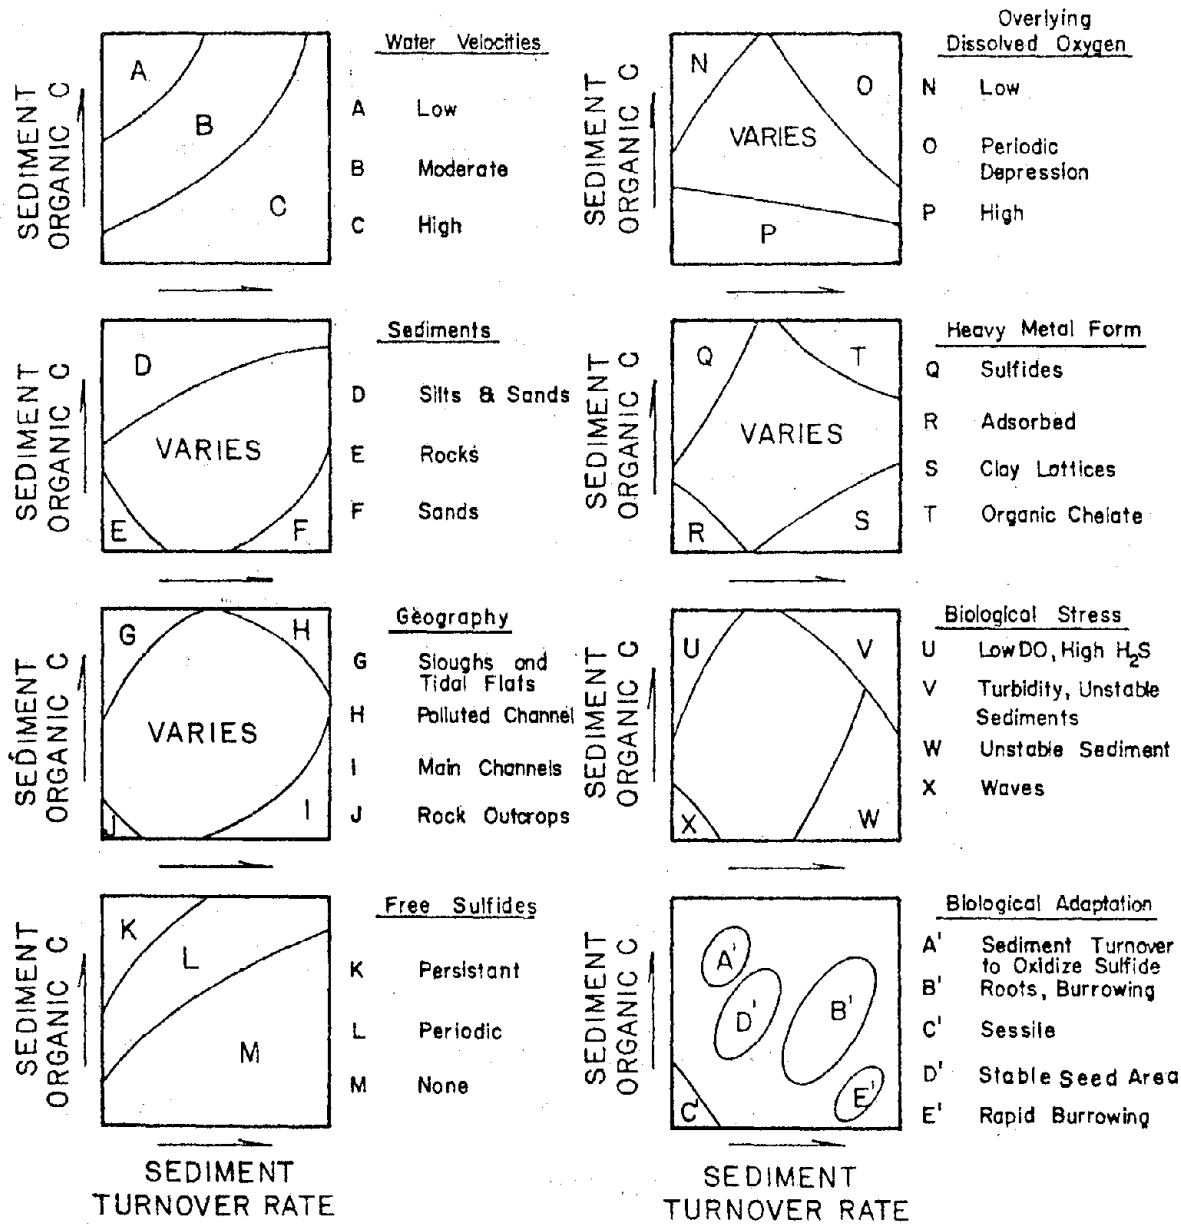 SEDIMENT
ORGANIC C
A
B
C
Water Velocities
A Low
B Moderate
C High
SEDIMENT
ORGANIC C
N
O
VARIES
P
Overlying
Dissolved Oxygen
N Low
O Periodic
Depression
P High
SEDIMENT
ORGANIC C
D
VARIES
E
F
Sediments
D Silts & Sands
E Rocks
F Sands
SEDIMENT
ORGANIC C
Q
T
VARIES
R
S
Heavy Metal Form
Q Sulfides
R Adsorbed
S Clay Lattices
T Organic Chelate
SEDIMENT
ORGANIC C
G
H
VARIES
J
I
Geography
G Sloughs and
Tidal Flats
H Polluted Channel
I Main Channels
J Rock Outcrops
SEDIMENT
ORGANIC C
U
V
X
W
Biological Stress
U Low DO, High H₂S
V Turbidity, Unstable
Sediments
W Unstable Sediment
X Waves
SEDIMENT
ORGANIC C
K
L
M
Free Sulfides
K Persistant
L Periodic
M None
SEDIMENT
TURNOVER RATE
SEDIMENT
ORGANIC C
A'
D'
B'
C'
E'
Biological Adaptation
A' Sediment Turnover
to Oxidize Sulfide
B' Roots, Burrowing
C' Sessile
D' Stable Seed Area
E' Rapid Burrowing
SEDIMENT
TURNOVER RATE